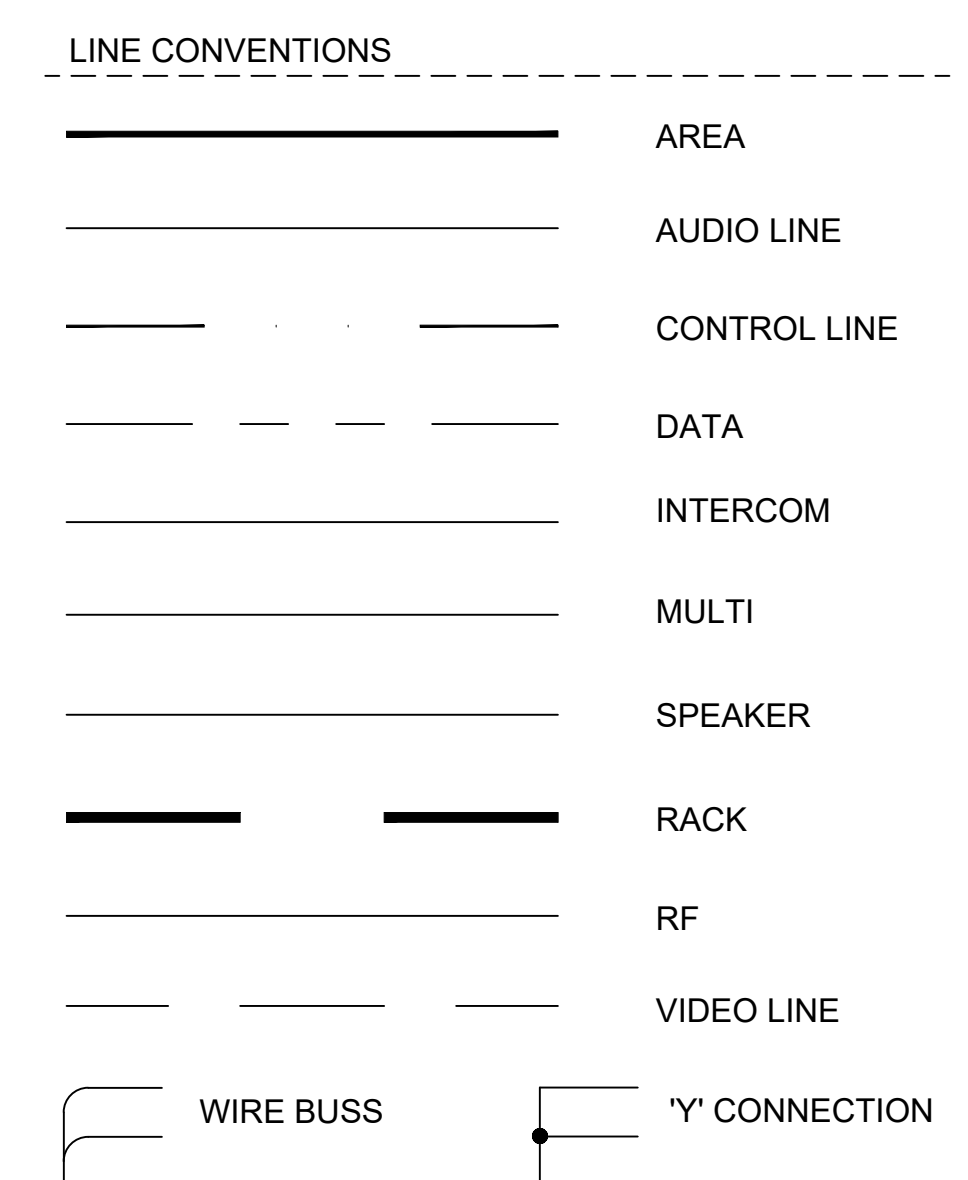 LINE CONVENTIONS
AREA
AUDIO LINE
CONTROL LINE
DATA
INTERCOM
MULTI
SPEAKER
RACK
RF
VIDEO LINE
WIRE BUSS
'Y' CONNECTION